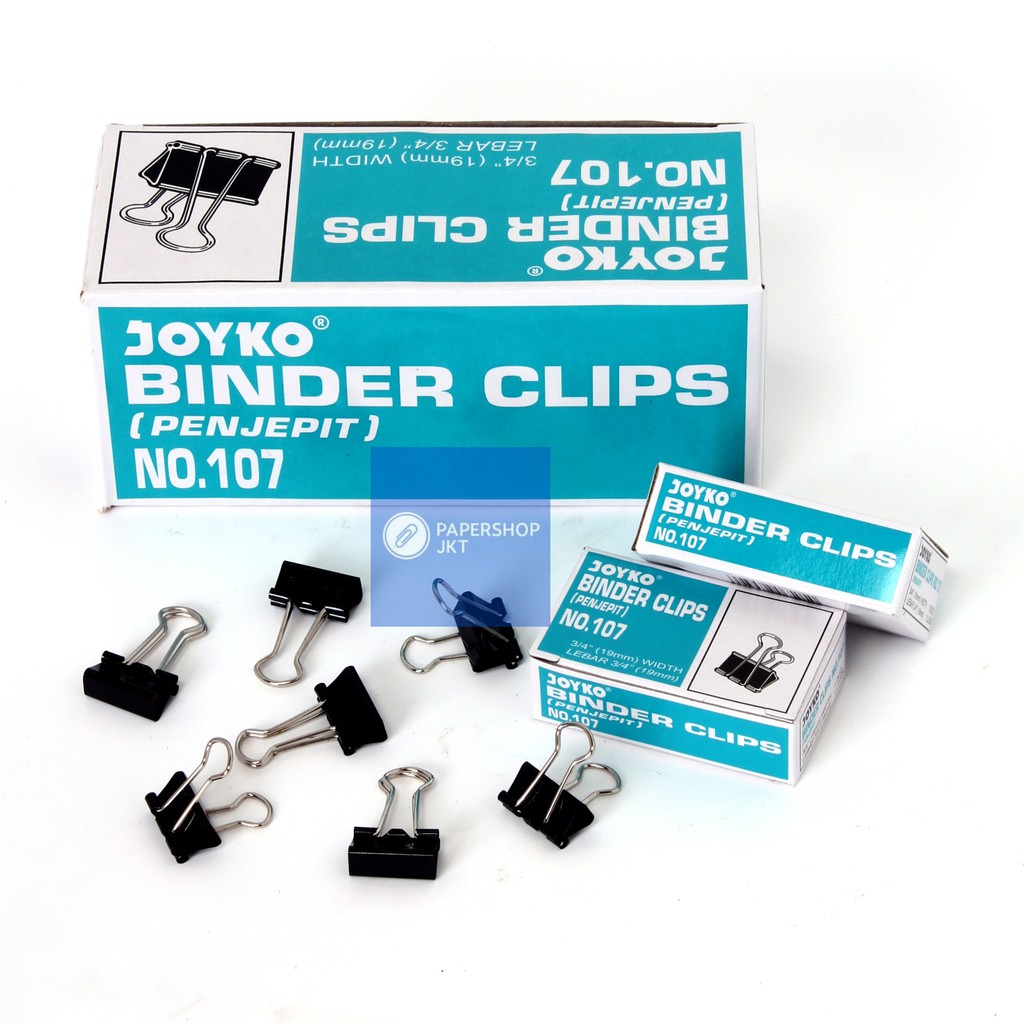 3/4" (19mm) WIDTH
LEBAR 3/4" (19mm)
NO.107
(PENJEPIT)
BINDER CLIPS
JOYKO®
JOYKO®
BINDER CLIPS
(PENJEPIT)
NO.107
PAPERSHOP
JKT
JOYKO®
BINDER CLIPS
(PENJEPIT)
NO.107
JOYKO
JOYKO®
BINDER CLIPS
(PENJEPIT)
NO.107
3/4" (19mm) WIDTH
LEBAR 3/4" (19mm)
JOYKO®
BINDER CLIPS
(PENJEPIT)
NO.107